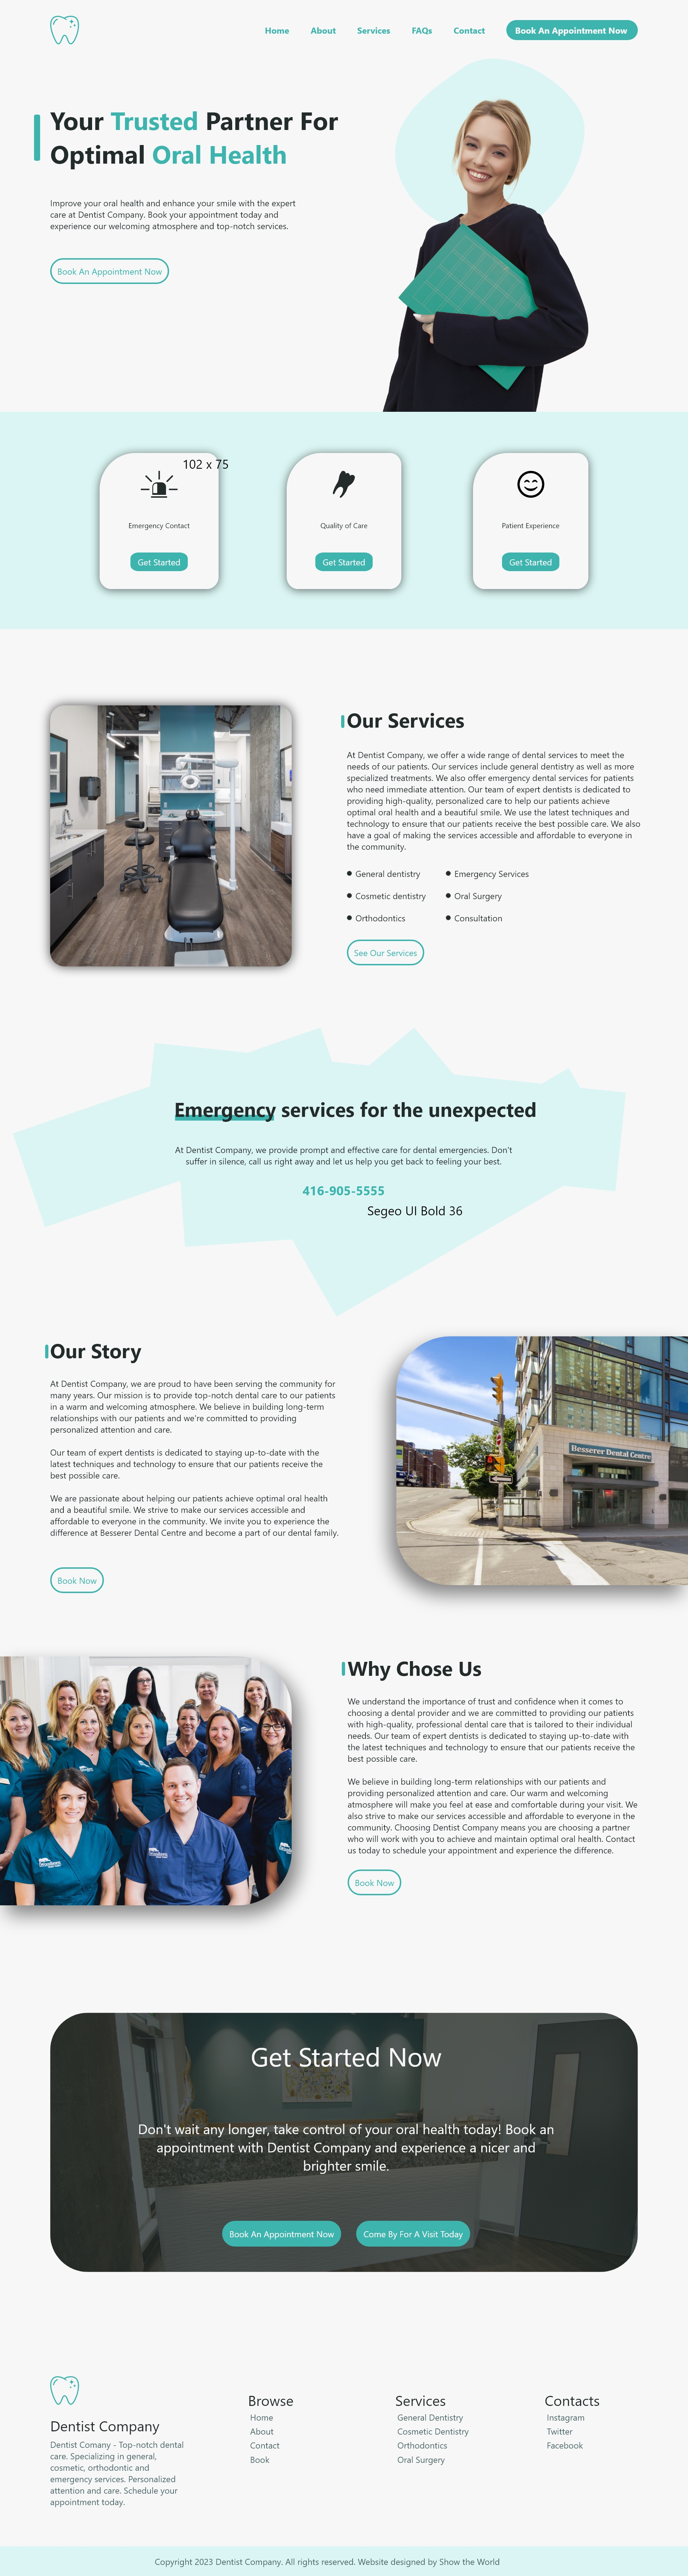 Home About Services FAQs Contact Book An Appointment Now
Your Trusted Partner For
Optimal Oral Health
Improve your oral health and enhance your smile with the expert
care at Dentist Company. Book your appointment today and
experience our welcoming atmosphere and top-notch services.
Book An Appointment Now
102 x 75
Emergency Contact
Get Started
Quality of Care
Get Started
Patient Experience
Get Started
Our Services
At Dentist Company, we offer a wide range of dental services to meet the
needs of our patients. Our services include general dentistry as well as more
specialized treatments. We also offer emergency dental services for patients
who need immediate attention. Our team of expert dentists is dedicated to
providing high-quality, personalized care to help our patients achieve
optimal oral health and a beautiful smile. We use the latest techniques and
technology to ensure that our patients receive the best possible care. We also
have a goal of making the services accessible and affordable to everyone in
the community.
General dentistry
Cosmetic dentistry
Orthodontics
Emergency Services
Oral Surgery
Consultation
See Our Services
Emergency services for the unexpected
At Dentist Company, we provide prompt and effective care for dental emergencies. Don't
suffer in silence, call us right away and let us help you get back to feeling your best.
416-905-5555
Segeo UI Bold 36
Our Story
At Dentist Company, we are proud to have been serving the community for
many years. Our mission is to provide top-notch dental care to our patients
in a warm and welcoming atmosphere. We believe in building long-term
relationships with our patients and we're committed to providing
personalized attention and care.
Our team of expert dentists is dedicated to staying up-to-date with the
latest techniques and technology to ensure that our patients receive the
best possible care.
We are passionate about helping our patients achieve optimal oral health
and a beautiful smile. We strive to make our services accessible and
affordable to everyone in the community. We invite you to experience the
difference at Besserer Dental Centre and become a part of our dental family.
Book Now
Besserer Dental Centre
Why Chose Us
We understand the importance of trust and confidence when it comes to
choosing a dental provider and we are committed to providing our patients
with high-quality, professional dental care that is tailored to their individual
needs. Our team of expert dentists is dedicated to staying up-to-date with
the latest techniques and technology to ensure that our patients receive the
best possible care.
We believe in building long-term relationships with our patients and
providing personalized attention and care. Our warm and welcoming
atmosphere will make you feel at ease and comfortable during your visit. We
also strive to make our services accessible and affordable to everyone in the
community. Choosing Dentist Company means you are choosing a partner
who will work with you to achieve and maintain optimal oral health. Contact
us today to schedule your appointment and experience the difference.
Book Now
Get Started Now
Don't wait any longer, take control of your oral health today! Book an
appointment with Dentist Company and experience a nicer and
brighter smile.
Book An Appointment Now
Come By For A Visit Today
Dentist Company
Dentist Comany - Top-notch dental
care. Specializing in general,
cosmetic, orthodontic and
emergency services. Personalized
attention and care. Schedule your
appointment today.
Browse
Home
About
Contact
Book
Services
General Dentistry
Cosmetic Dentistry
Orthodontics
Oral Surgery
Contacts
Instagram
Twitter
Facebook
Copyright 2023 Dentist Company. All rights reserved. Website designed by Show the World